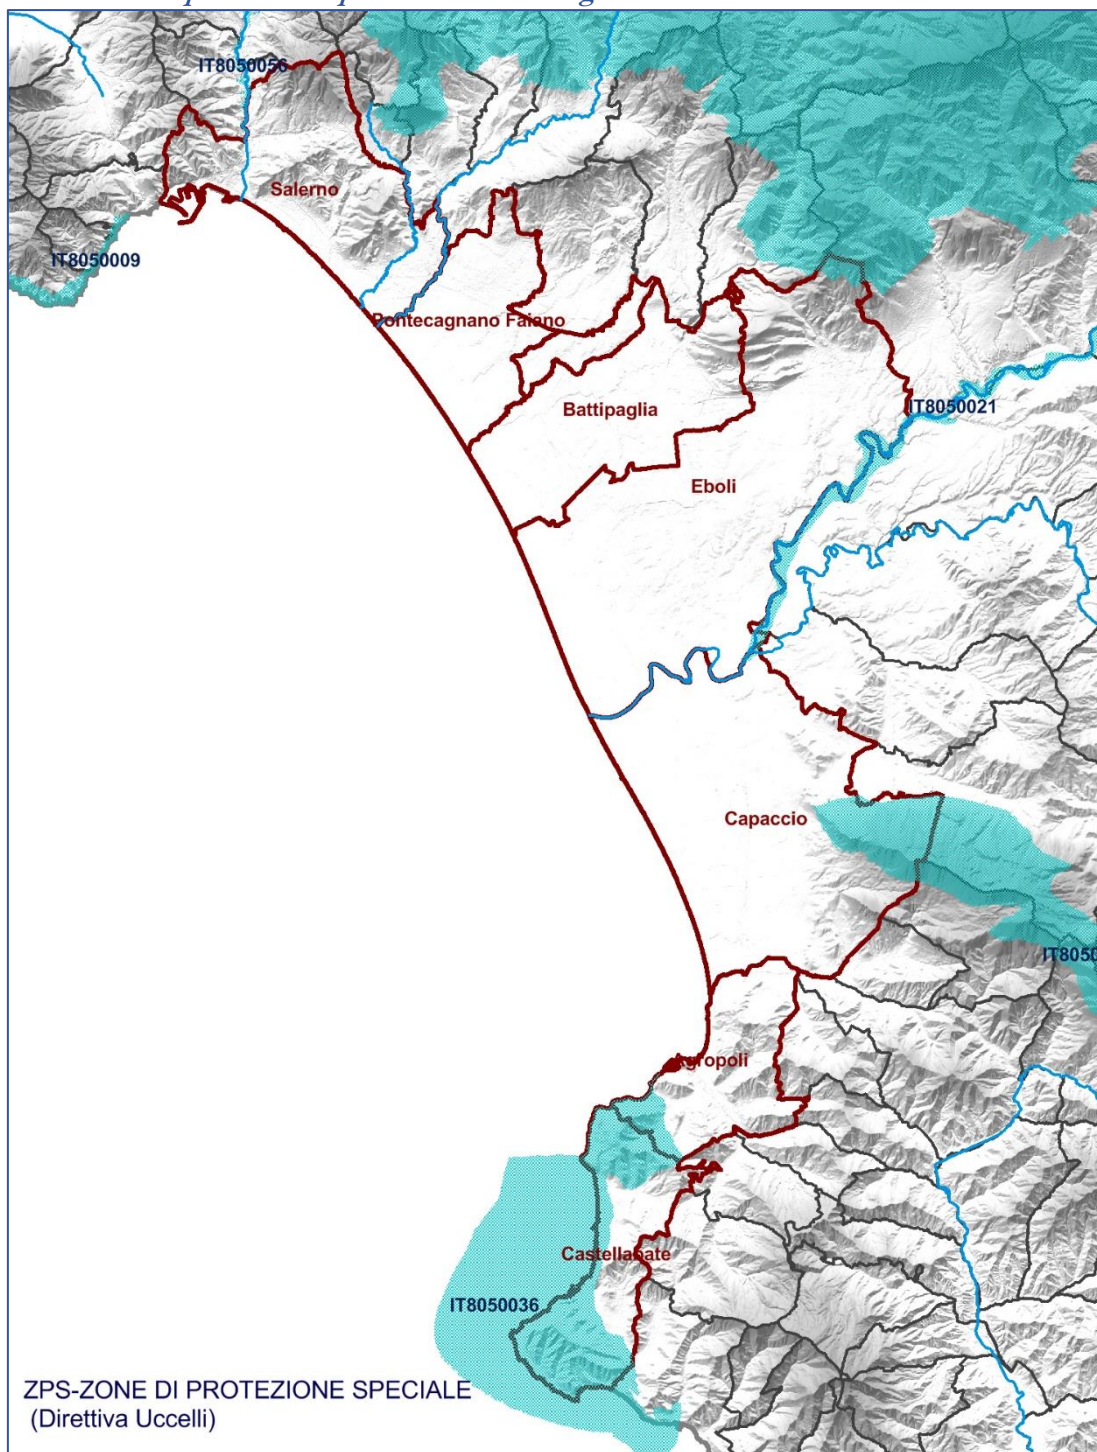 IT8050056
Salerno
IT8050009
Pontecagnano Faiano
IT8050021
Battipaglia
Eboli
Capaccio
IT8050
Agropoli
Castellabate
IT8050036
ZPS-ZONE DI PROTEZIONE SPECIALE
(Direttiva Uccelli)